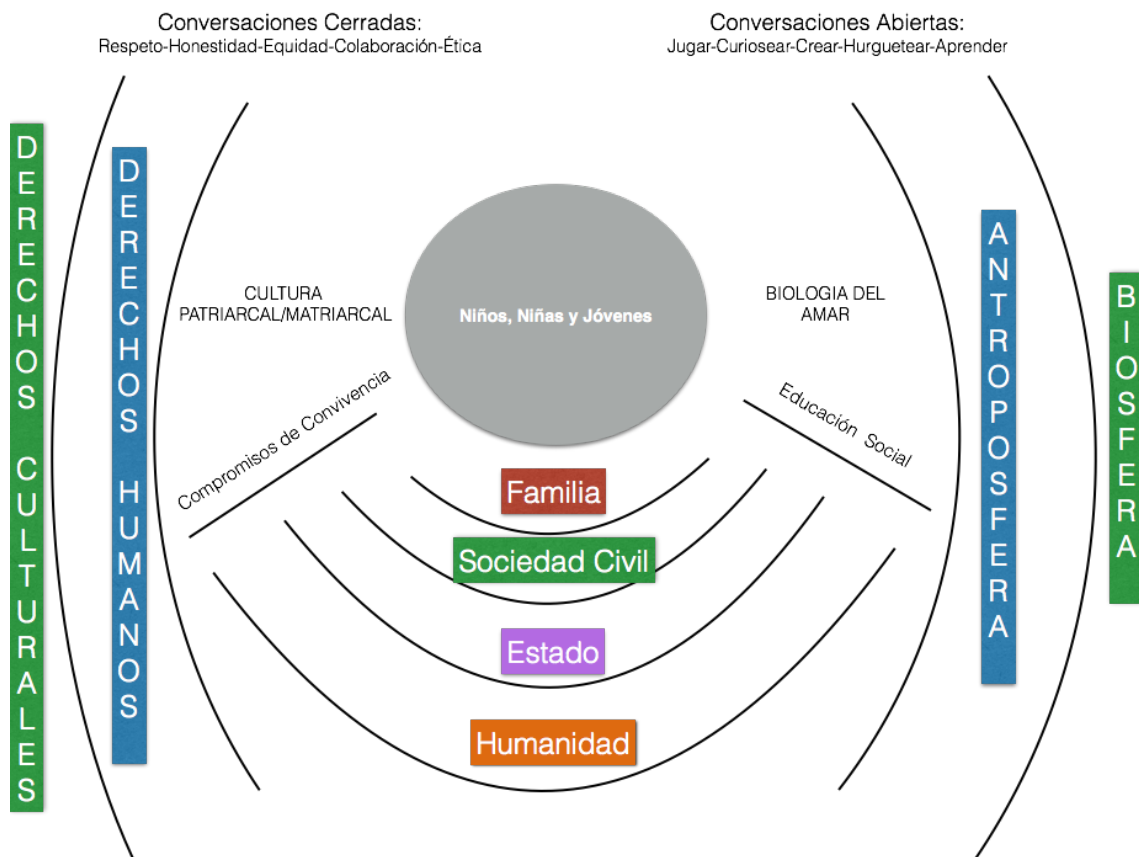 Conversaciones Cerradas:
Respeto-Honestidad-Equidad-Colaboración-Ética
Conversaciones Abiertas:
Jugar-Curiosear-Crear-Hurguetear-Aprender
DERECHOS CULTURALES
DERECHOS HUMANOS
CULTURA
PATRIARCAL/MATRIARCAL
Niños, Niñas y Jóvenes
BIOLOGIA DEL
AMAR
ANTROPOSFERA
BIOSFERA
Compromisos de Convivencia
Educación Social
Familia
Sociedad Civil
Estado
Humanidad